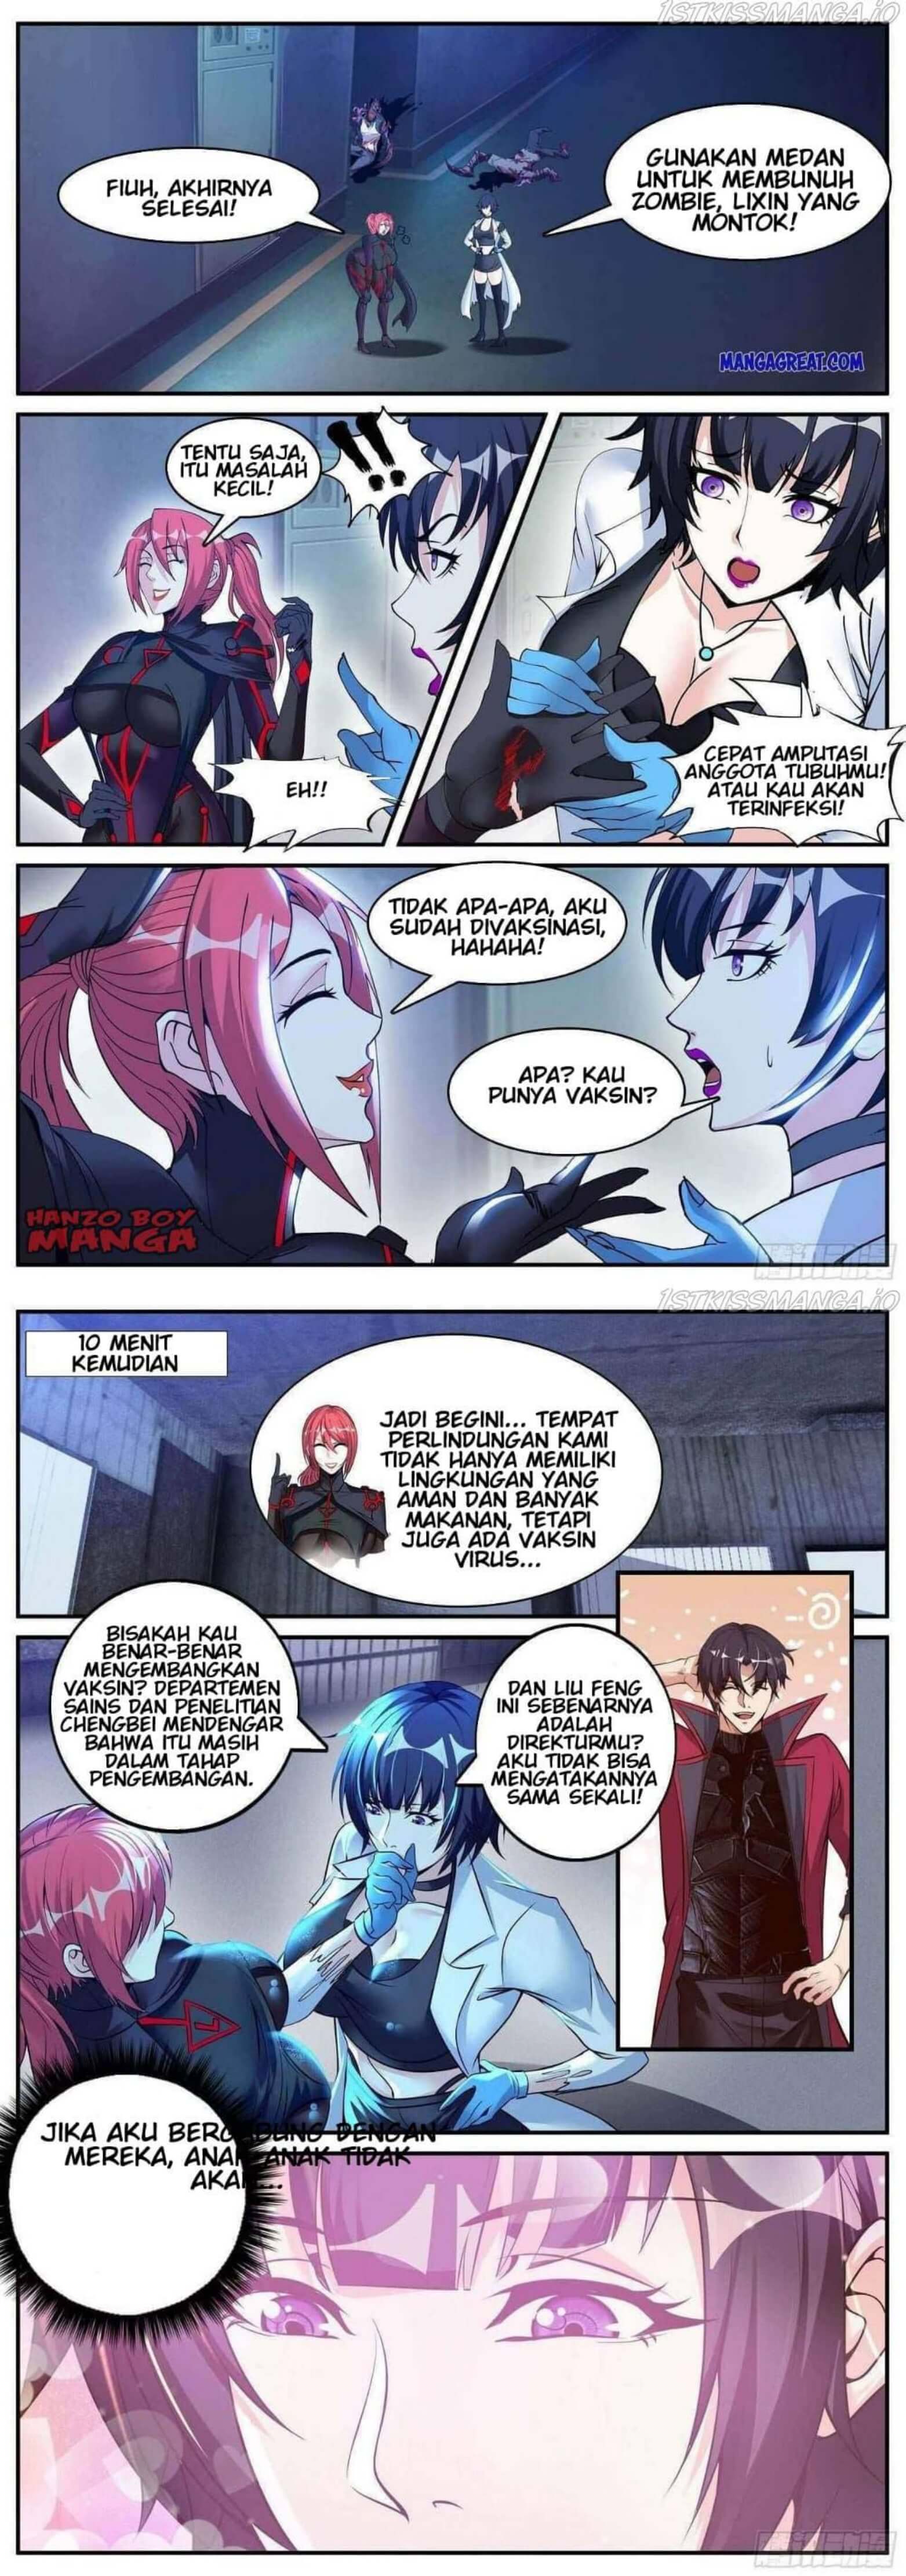 1STKISSMANGA.IO
FIUH, AKHIRNYA
SELESAI!
GUNAKAN MEDAN
UNTUK MEMBUNUH
ZOMBIE, LIXIN YANG
MONTOK!
MANGAGREAT.COM
TENTU SAJA,
ITU MASALAH
KECIL!
!!
EH!!
CEPAT AMPUTASI
ANGGOTA TUBUHMU!
ATAU KAU AKAN
TERINFEKSI!
TIDAK APA-APA, AKU
SUDAH DIVAKSINASI,
HAHAHA!
APA? KAU
PUNYA VAKSIN?
HANZO BOY
MANGA
1STKISSMANGA.IO
10 MENIT
KEMUDIAN
JADI BEGINI... TEMPAT
PERLINDUNGAN KAMI
TIDAK HANYA MEMILIKI
LINGKUNGAN YANG
AMAN DAN BANYAK
MAKANAN, TETAPI
JUGA ADA VAKSIN
VIRUS...
BISAKAH KAU
BENAR-BENAR
MENGEMBANGKAN
VAKSIN? DEPARTEMEN
SAINS DAN PENELITIAN
CHENGBEI MENDENGAR
BAHWA ITU MASIH
DALAM TAHAP
PENGEMBANGAN.
DAN LIU FENG
INI SEBENARNYA
ADALAH
DIREKTURMU?
AKU TIDAK BISA
MENGATAKANNYA
SAMA SEKALI!
JIKA AKU BERGABUNG DENGAN
MEREKA, ANAK-ANAK TIDAK
AKAN...